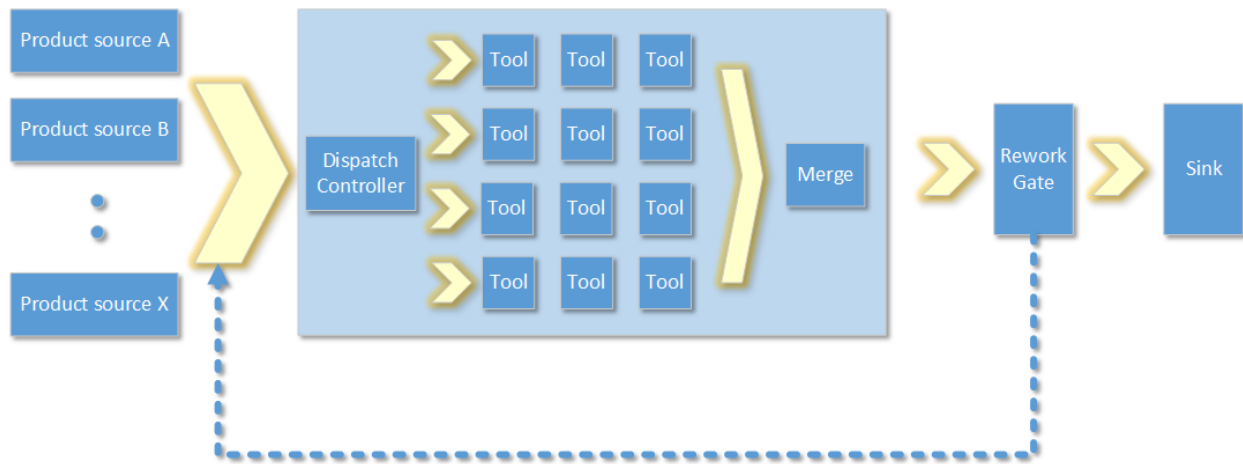 Product source A
Product source B
Product source X
Dispatch
Controller
Tool Tool Tool
Tool Tool Tool
Tool Tool Tool
Tool Tool Tool
Merge
Rework
Gate
Sink